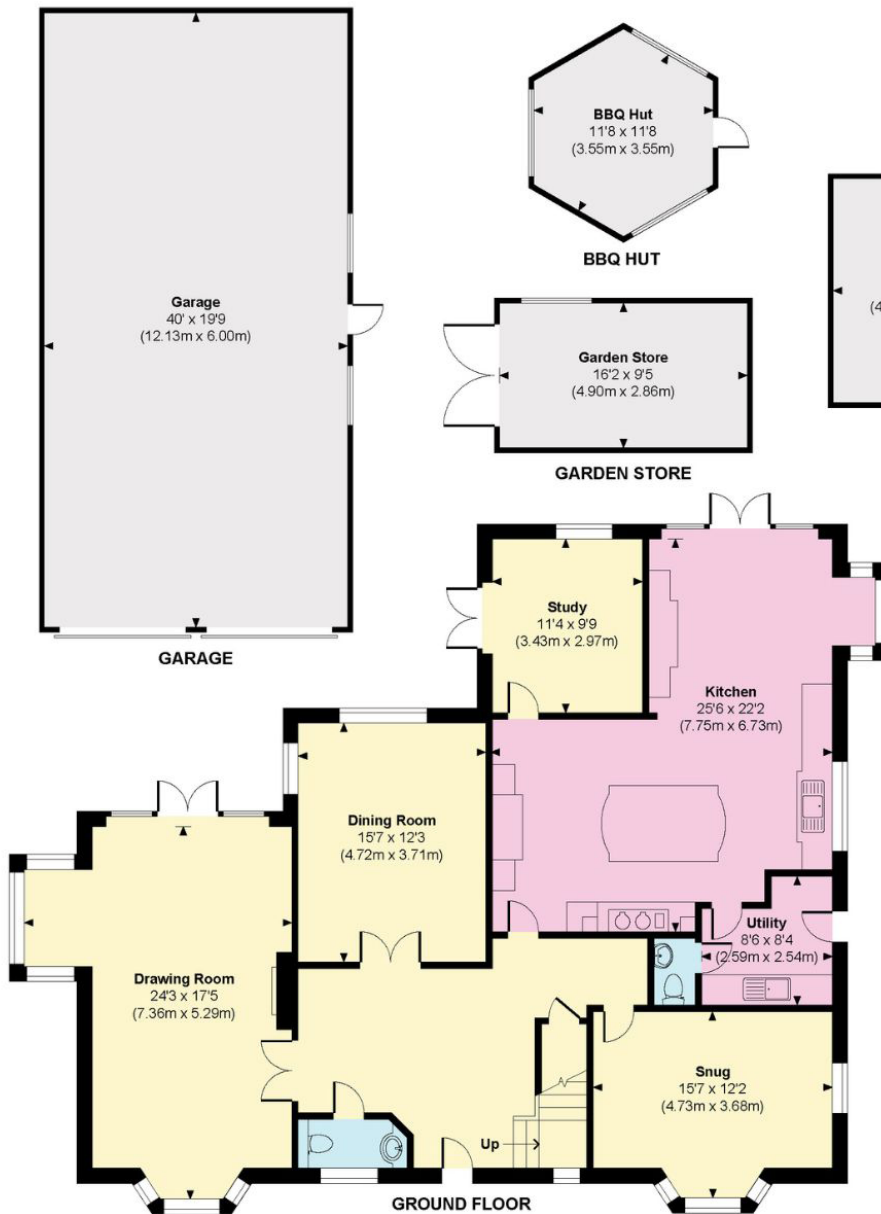 Garage
40' x 19'9
(12.13m x 6.00m)
GARAGE
BBQ Hut
11'8 x 11'8
(3.55m x 3.55m)
BBQ HUT
Garden Store
16'2 x 9'5
(4.90m x 2.86m)
GARDEN STORE
(4
Study
11'4 x 9'9
(3.43m x 2.97m)
Kitchen
25'6 x 22'2
(7.75m x 6.73m)
Dining Room
15'7 x 12'3
(4.72m x 3.71m)
Utility
8'6 x 8'4
(2.59m x 2.54m)
Drawing Room
24'3 x 17'5
(7.36m x 5.29m)
Snug
15'7 x 12'2
(4.73m x 3.68m)
Up
GROUND FLOOR